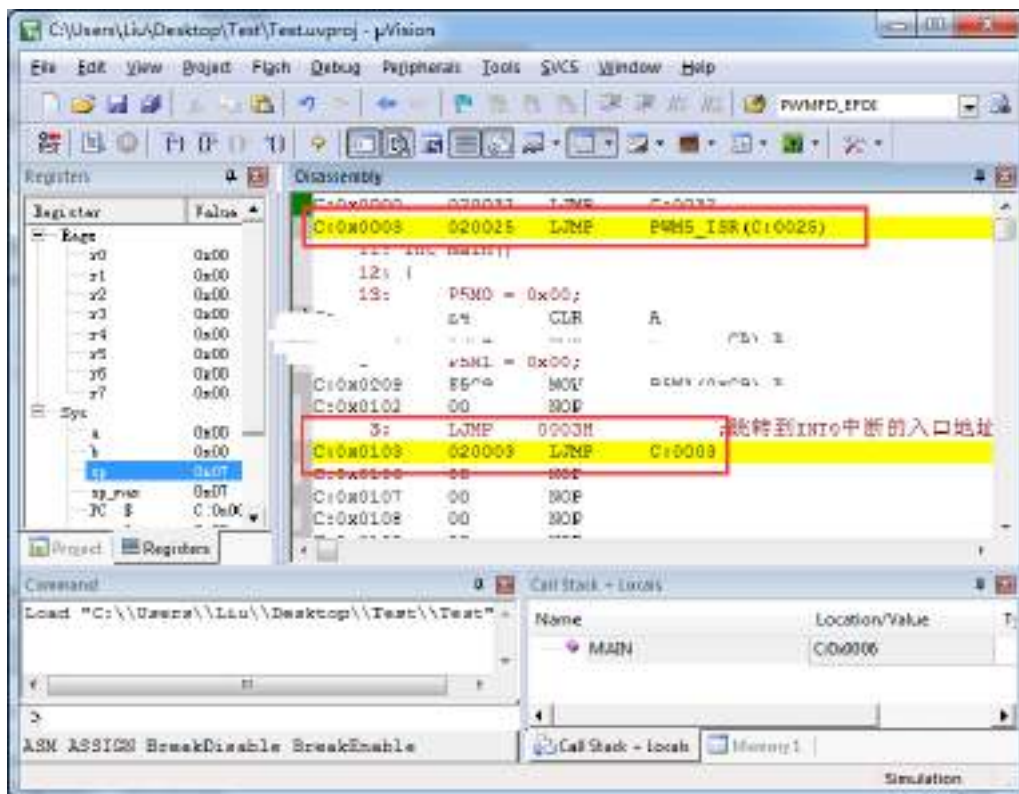 C:\Users\Liu\Desktop\Test\Test.uvproj - µVision
File Edit View Project Flash Debug Peripherals Tools SVCS Window Help
PWMFD_EFDI
Registers
Register Value
Regs
r0 0x00
r1 0x00
r2 0x00
r3 0x00
r4 0x00
r5 0x00
r6 0x00
r7 0x00
Sys
a 0x00
b 0x00
sp 0x07
sp_max 0x07
PC $
Project Registers
Disassembly
C:0x0003 020025 LJMP PWM5_ISR(C:0025)
11: int main()
12: {
13: P5M0 = 0x00;
CLR A
P5M1 = 0x00;
C:0x0102 00 NOP
3: LJMP 0003H ;跳转到INT0中断的入口地址
C:0x0103 020003 LJMP C:0003
C:0x0107 00 NOP
C:0x0108 00 NOP
Command
Load "C:\\Users\\Liu\\Desktop\\Test\\Test"
>
ASM ASSIGN BreakDisable BreakEnable
Call Stack + Locals
Name Location/Value
MAIN C:0x0006
Call Stack + Locals Memory 1
Simulation